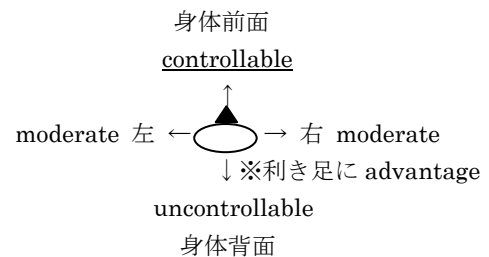 身体前面
controllable
↑
moderate 左 ← → 右 moderate
↓※利き足に advantage
uncontrollable
身体背面